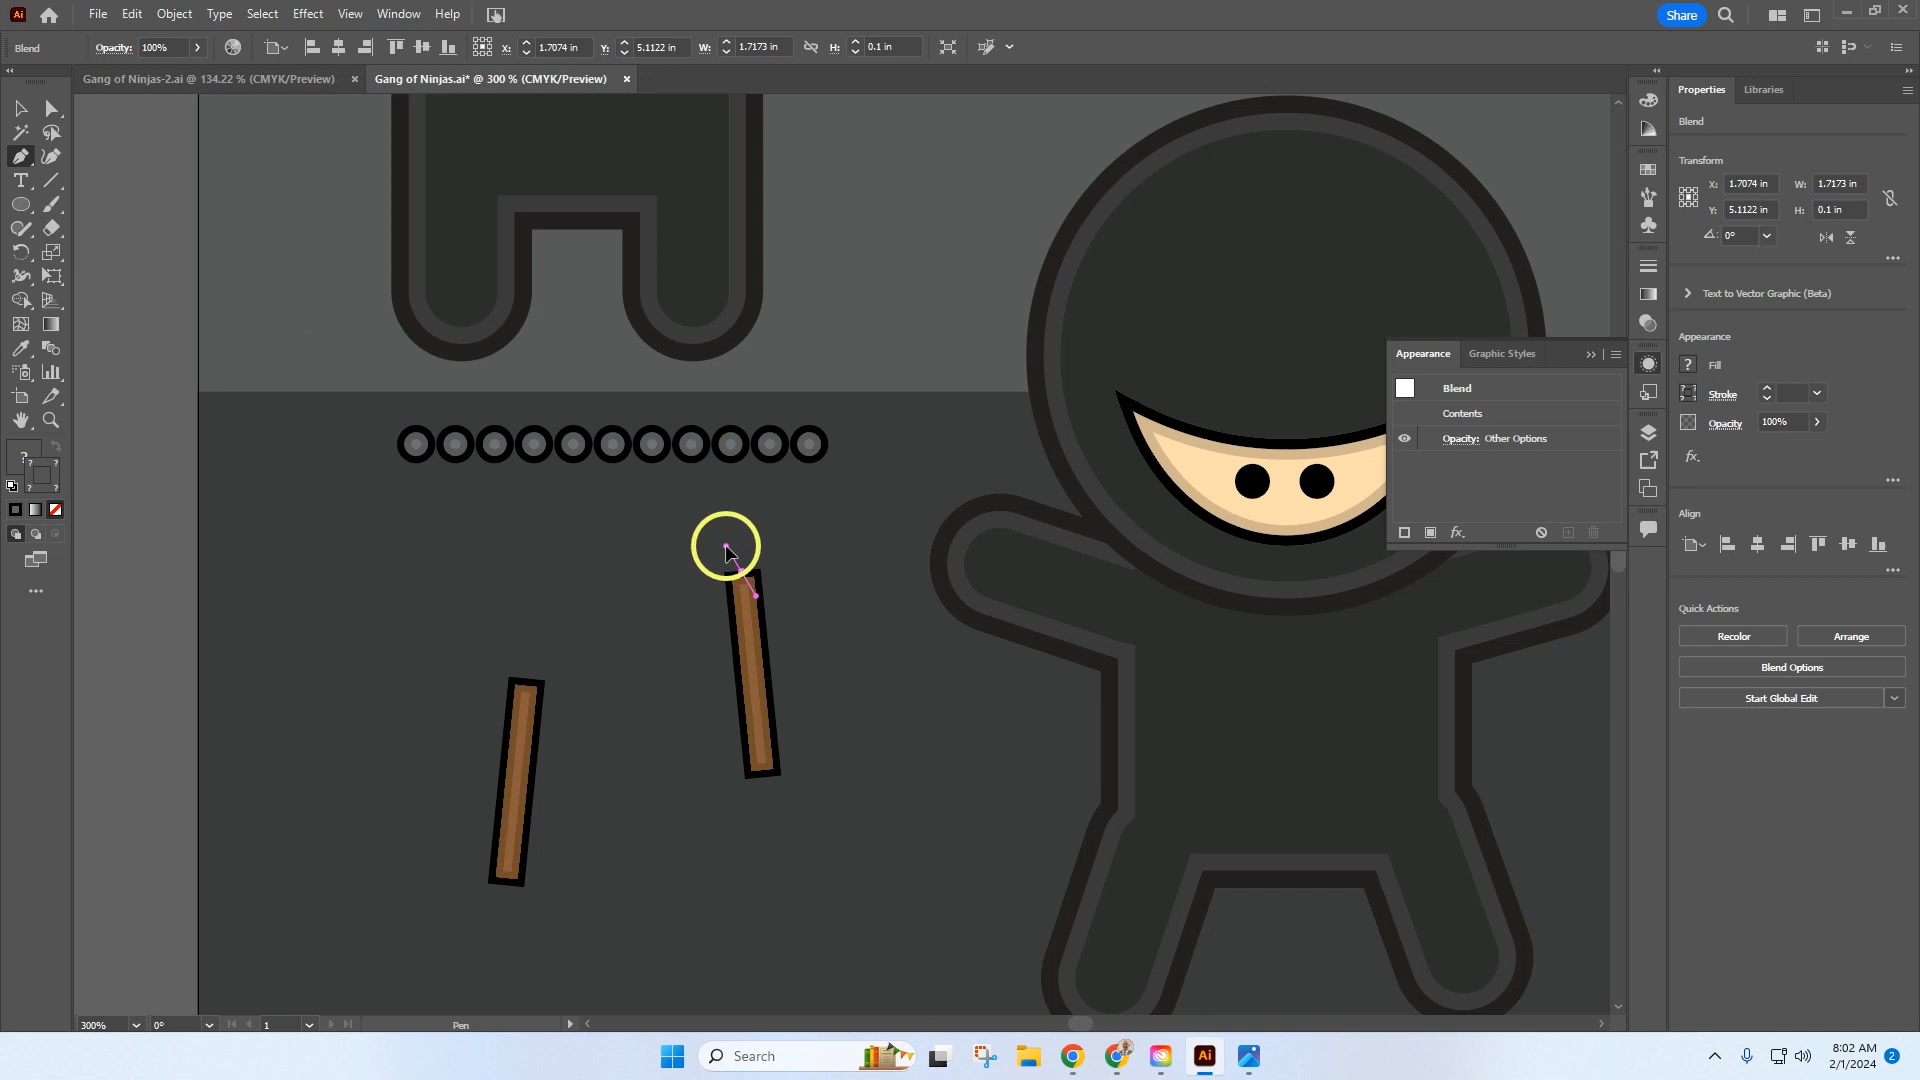 Ai File Edit Object Type Select Effect View Window Help Share
Blend Opacity: 100% X: 1.7074 in Y: 5.1122 in W: 1.7173 in H: 0.1 in
Gang of Ninjas-2.ai @ 134.22 % (CMYK/Preview) Gang of Ninjas.ai* @ 300 % (CMYK/Preview)
Properties Libraries
Blend
Transform
X: 1.7074 in W: 1.7173 in
Y: 5.1122 in H: 0.1 in
0°
Text to Vector Graphic (Beta)
Appearance
? Fill
Stroke
Opacity 100%
fx.
Appearance Graphic Styles
Blend
Contents
Opacity: Other Options
fx.
Align
Quick Actions
Recolor Arrange
Blend Options
Start Global Edit
300% 0° 1 Pen
Search
Ai
8:02 AM
2/1/2024
2